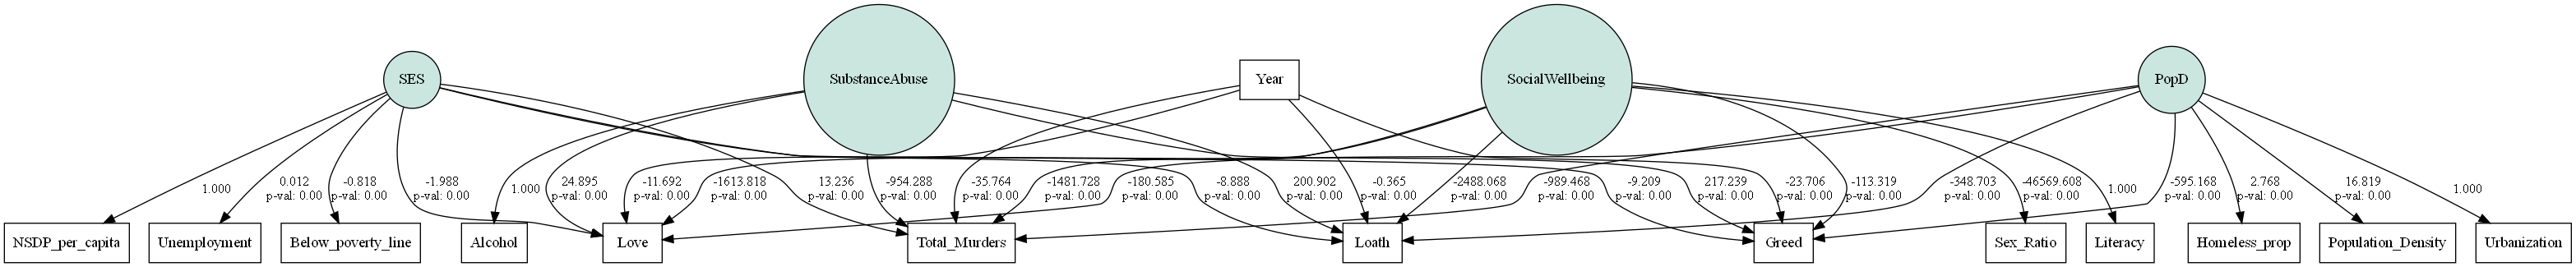 SES
SubstanceAbuse
Year
SocialWellbeing
PopD
1.000
0.012
p-val: 0.00
-0.818
p-val: 0.00
-1.988
p-val: 0.00
1.000
24.895
p-val: 0.00
-11.692
p-val: 0.00
-1613.818
p-val: 0.00
13.236
p-val: 0.00
-954.288
p-val: 0.00
-35.764
p-val: 0.00
-1481.728
p-val: 0.00
-180.585
p-val: 0.00
-8.888
p-val: 0.00
200.902
p-val: 0.00
-0.365
p-val: 0.00
-2488.068
p-val: 0.00
-989.468
p-val: 0.00
-9.209
p-val: 0.00
217.239
p-val: 0.00
-23.706
p-val: 0.00
-113.319
p-val: 0.00
-348.703
p-val: 0.00
-46569.608
p-val: 0.00
1.000
-595.168
p-val: 0.00
2.768
p-val: 0.00
16.819
p-val: 0.00
1.000
NSDP_per_capita
Unemployment
Below_poverty_line
Alcohol
Love
Total_Murders
Loath
Greed
Sex_Ratio
Literacy
Homeless_prop
Population_Density
Urbanization